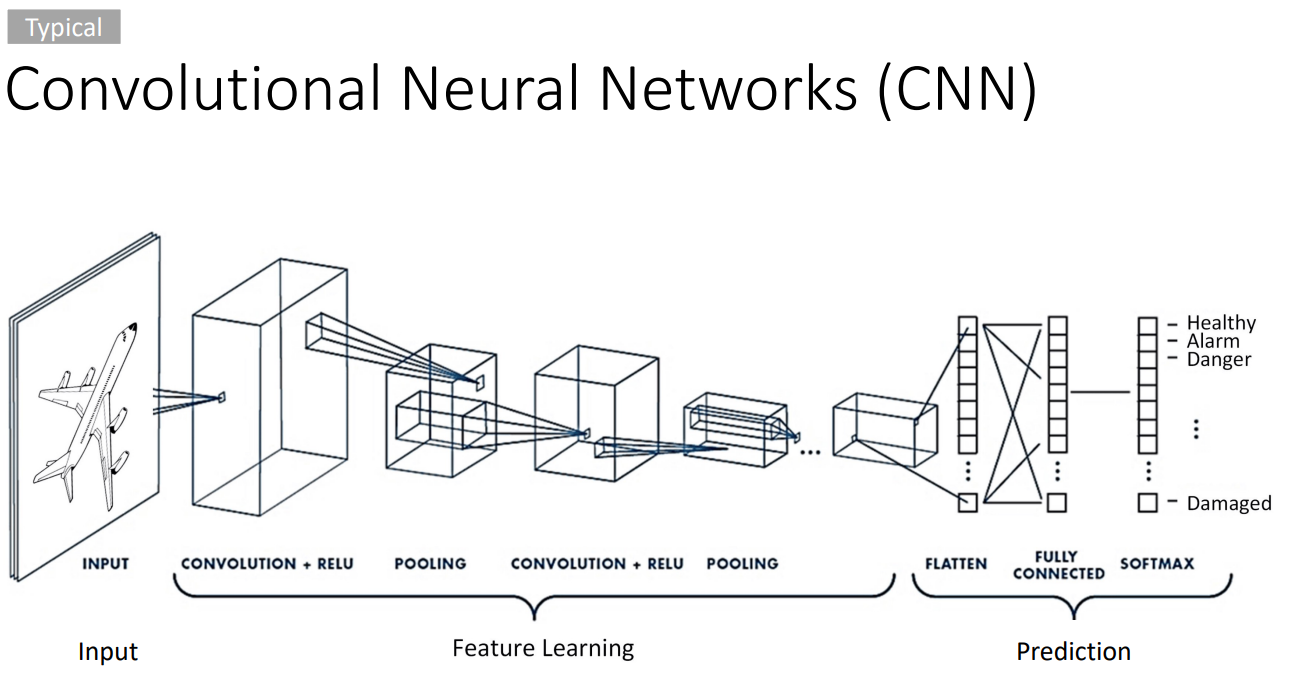 Typical
Convolutional Neural Networks (CNN)
Healthy
Alarm
Danger
Damaged
INPUT
CONVOLUTION + RELU
POOLING
CONVOLUTION + RELU
POOLING
FLATTEN
FULLY
CONNECTED
SOFTMAX
Input
Feature Learning
Prediction